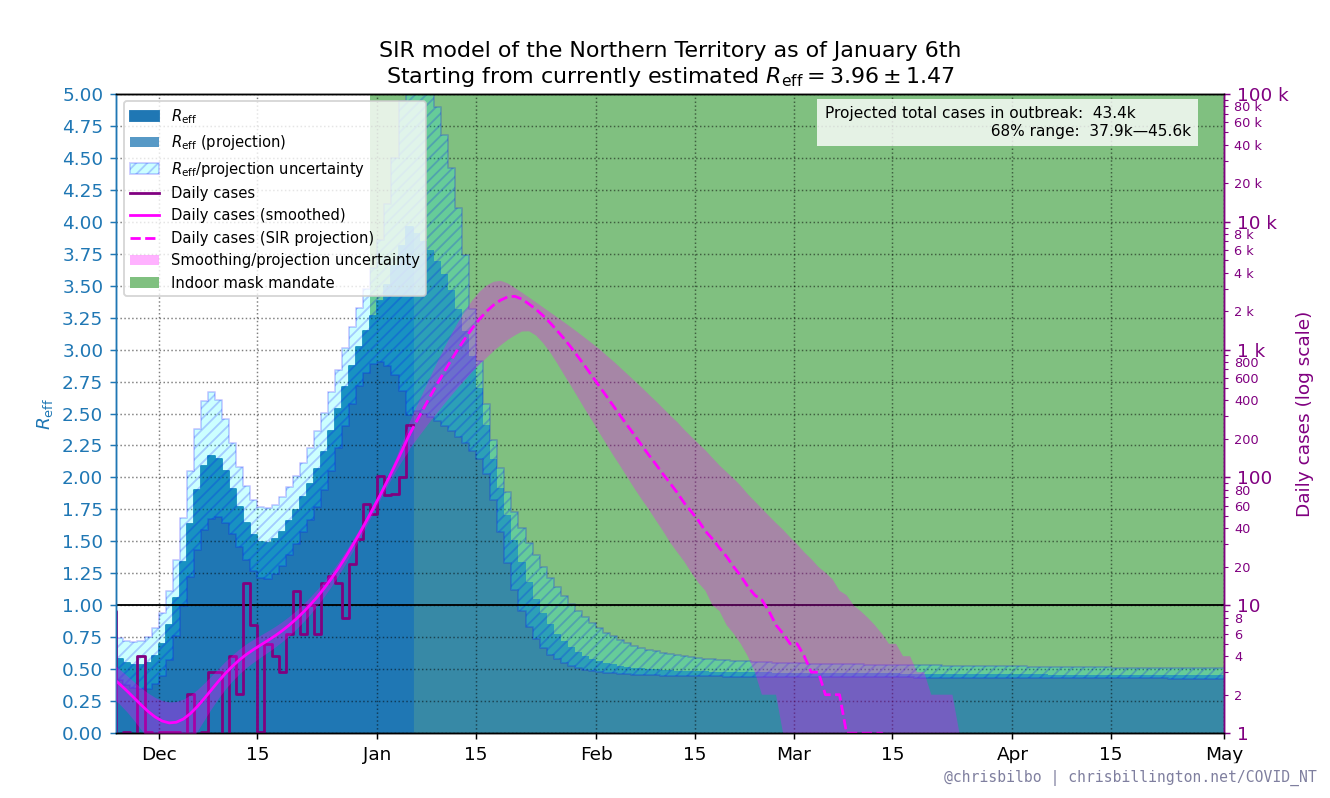 SIR model of the Northern Territory as of January 6th
Starting from currently estimated Reff = 3.96 ± 1.47
Reff
Reff (projection)
Reff/projection uncertainty
Daily cases
Daily cases (smoothed)
Daily cases (SIR projection)
Smoothing/projection uncertainty
Indoor mask mandate
Projected total cases in outbreak: 43.4k
68% range: 37.9k—45.6k
5.00
4.75
4.50
4.25
4.00
3.75
3.50
3.25
3.00
2.75
2.50
2.25
2.00
1.75
1.50
1.25
1.00
0.75
0.50
0.25
0.00
Reff
100 k
80 k
60 k
40 k
20 k
10 k
8 k
6 k
4 k
2 k
1 k
800
600
400
200
100
80
60
40
20
10
8
6
4
2
1
Daily cases (log scale)
Dec 15 Jan 15 Feb 15 Mar 15 Apr 15 May
@chrisbilbo | chrisbillington.net/COVID_NT